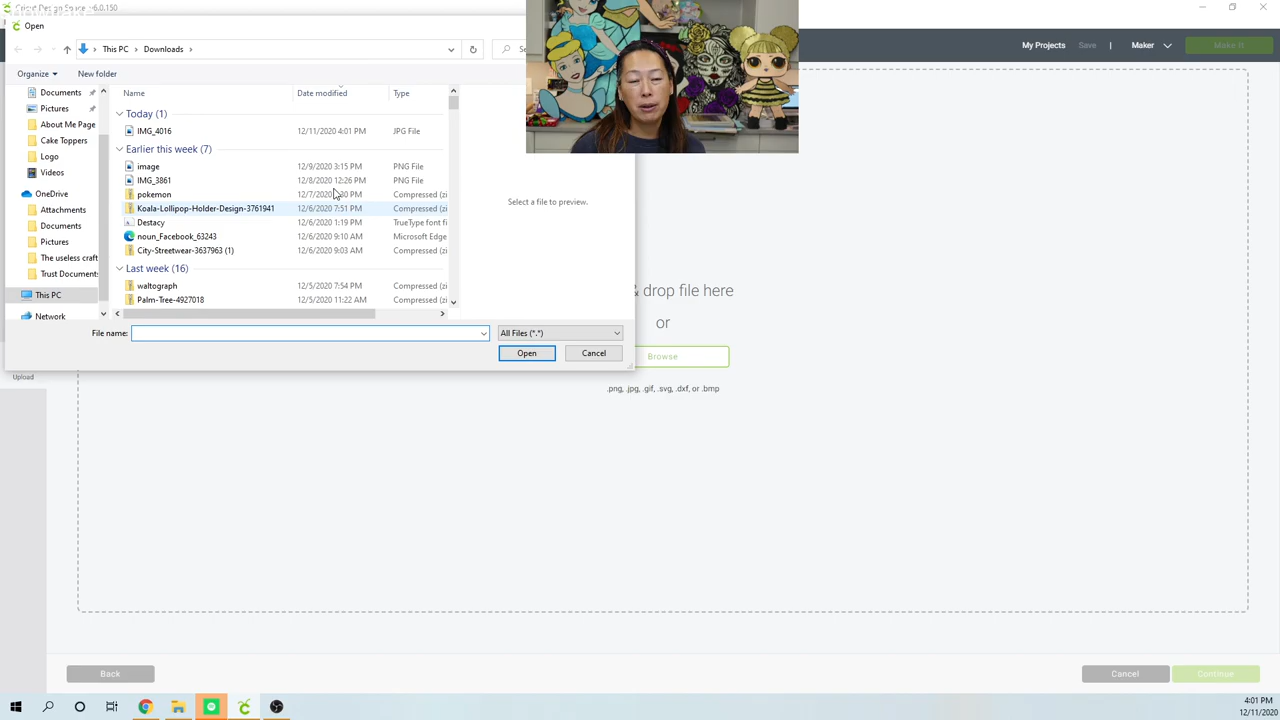 Open
This PC
Downloads
My Projects
Save
|
Maker
Make It
Organize
New folder
Name
Date modified
Type
Documents
Pictures
About Me Page
Cake Toppers
Logo
Videos
OneDrive
Attachments
Documents
Pictures
The useless craft
Trust Documents
This PC
Network
Today (1)
IMG_4016 12/11/2020 4:01 PM JPG File
Earlier this week (7)
image 12/9/2020 3:15 PM PNG File
IMG_3861 12/8/2020 12:26 PM PNG File
pokemon 12/7/2020 PM Compressed (zi
Koala-Lollipop-Holder-Design-3761941 12/6/2020 7:51 PM Compressed (zi
Destacy 12/6/2020 1:19 PM TrueType font fi
noun_Facebook_63243 12/6/2020 9:10 AM Microsoft Edge
City-Streetwear-3637963 (1) 12/6/2020 9:03 AM Compressed (zi
Last week (16)
waltograph 12/5/2020 7:54 PM Compressed (zi
Palm-Tree-4927018 12/5/2020 11:22 AM Compressed (zi
Select a file to preview.
File name:
All Files (*.*)
Open
Cancel
& drop file here
or
Browse
.png, .jpg, .gif, .svg, .dxf, or .bmp
Upload
Back
Cancel
Continue
4:01 PM
12/11/2020